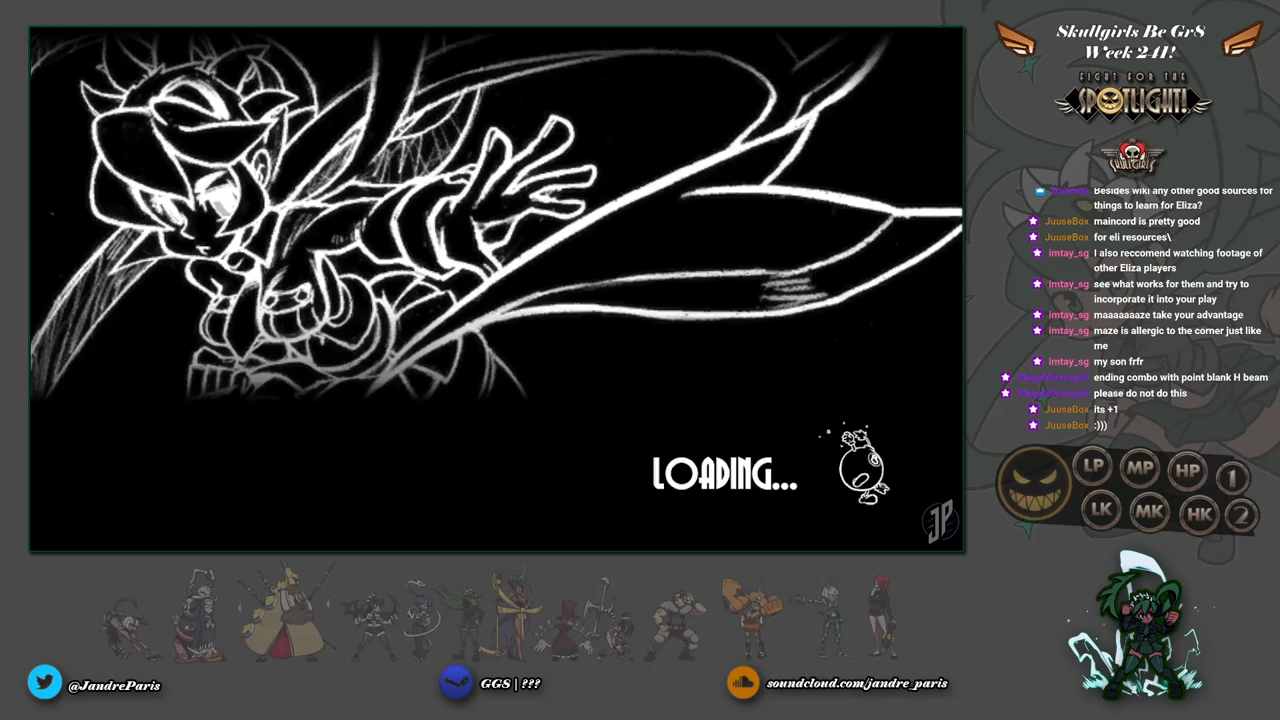 Skullgirls Be Gr8
Week 241!
FIGHT FOR THE
SPOTLIGHT!
SKULLGIRLS
Besides wiki any other good sources for
things to learn for Eliza?
JuuseBox maincord is pretty good
JuuseBox for eli resources\
imtay_sg I also reccomend watching footage of
other Eliza players
imtay_sg see what works for them and try to
incorporate it into your play
imtay_sg maaaaaaaze take your advantage
imtay_sg maze is allergic to the corner just like
me
imtay_sg my son frfr
ending combo with point blank H beam
please do not do this
JuuseBox its +1
JuuseBox :)))
LOADING...
JP
LP MP HP 1
LK MK HK 2
@JandreParis
GGS | ???
soundcloud.com/jandre_paris